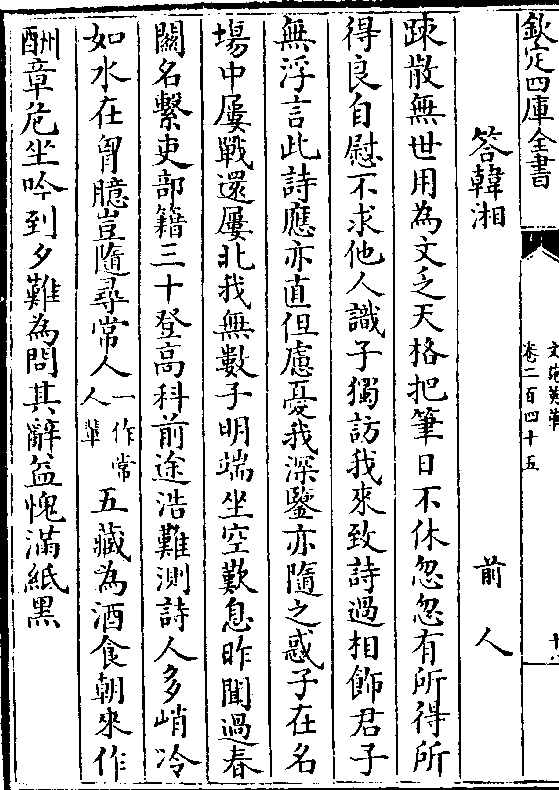 欽定四庫全書
卷二百四十五
答韓湘 前人
疎散無世用為文乏天格把筆日不休忽忽有所得所
得良自慰不求他人識子獨訪我來致詩過相飾君子
無浮言此詩應亦直但慮憂我深鑒亦隨之惑子在名
塲中屢戰還屢北我無數子明端坐空歎息昨聞過春
闗名繫吏部籍三十登高科前途浩難測詩人多峭冷
如水在胷臆豈隨尋常人一作常人輩五藏為酒食朝來作
酬章危坐吟到夕難為問其辭益愧滿紙黒